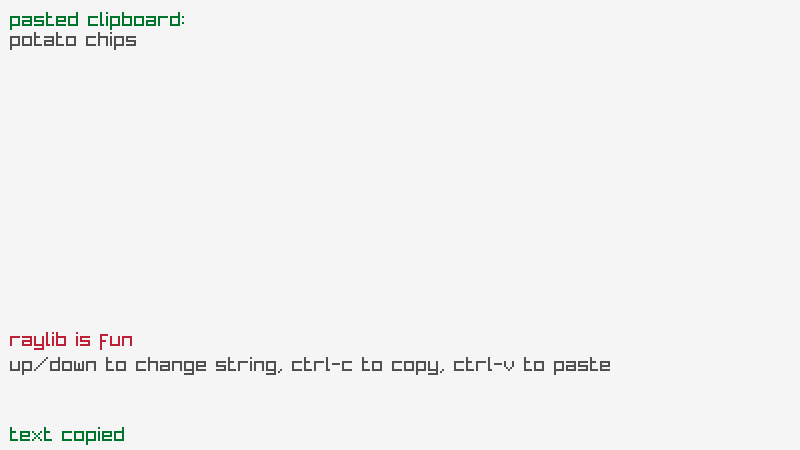 pasted clipboard:
potato chips
raylib is fun
up/down to change string, ctrl-c to copy, ctrl-v to paste
text copied